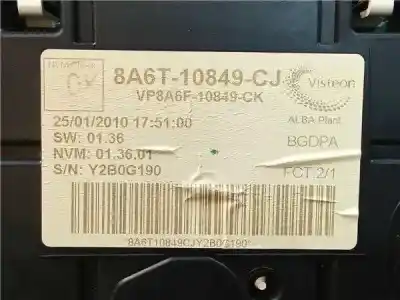 8A6T-10849-CJ
VP8A6F-10849-CK
Visteon
25/01/2010 17:51:00
ALBA Plant
SW: 01.36
BGDPA
NVM: 01.36.01
S/N: Y2B0G190
FCT 2/1
*8A6T10849CJY2B0G190*